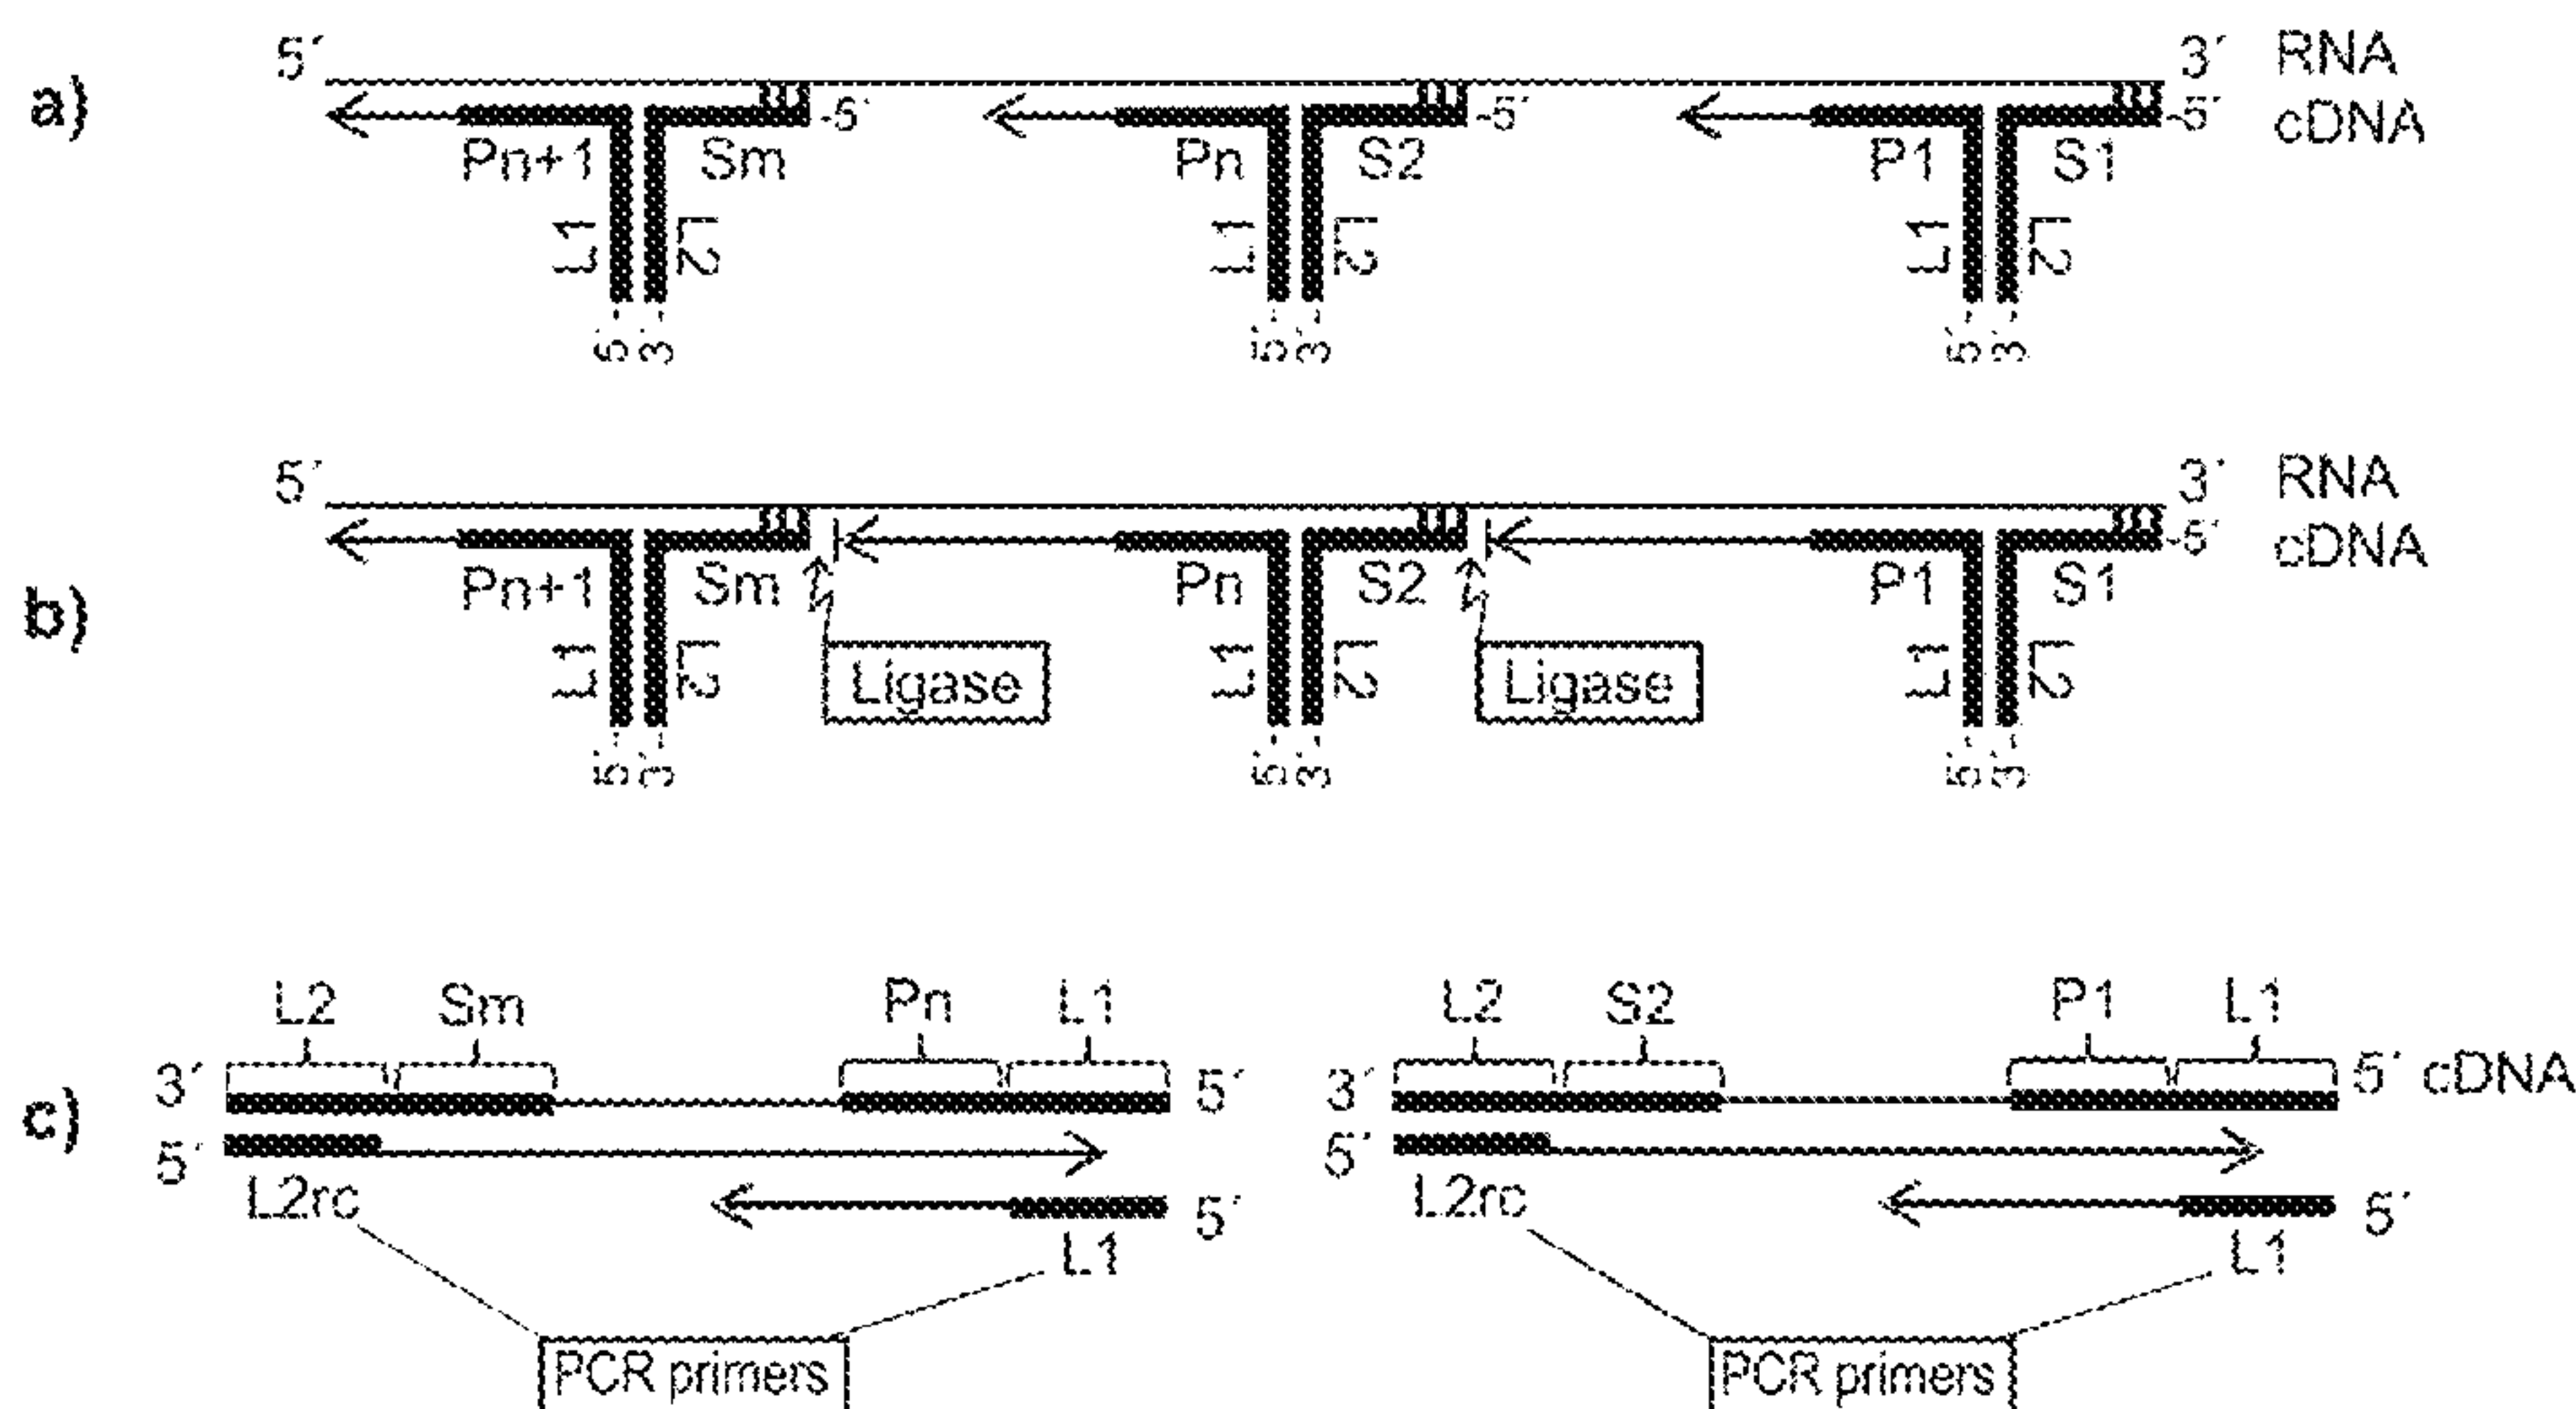 a)
5´ 3´ RNA
-5´ -5´ -5´ cDNA
Pn+1 Sm Pn S2 P1 S1
L1 L2 L1 L2 L1 L2
5´- 3´- 5´- 3´- 5´- 3´-
b)
5´ 3´ RNA
-5´ cDNA
Pn+1 Sm Pn S2 P1 S1
L1 L2 Ligase L1 L2 Ligase L1 L2
5´- 3´- 5´- 3´- 5´- 3´-
c)
L2 Sm Pn L1 L2 S2 P1 L1
3´ 5´ 3´ 5´ cDNA
5´ 5´
L2rc 5´ L2rc 5´
L1 L1
PCR primers PCR primers